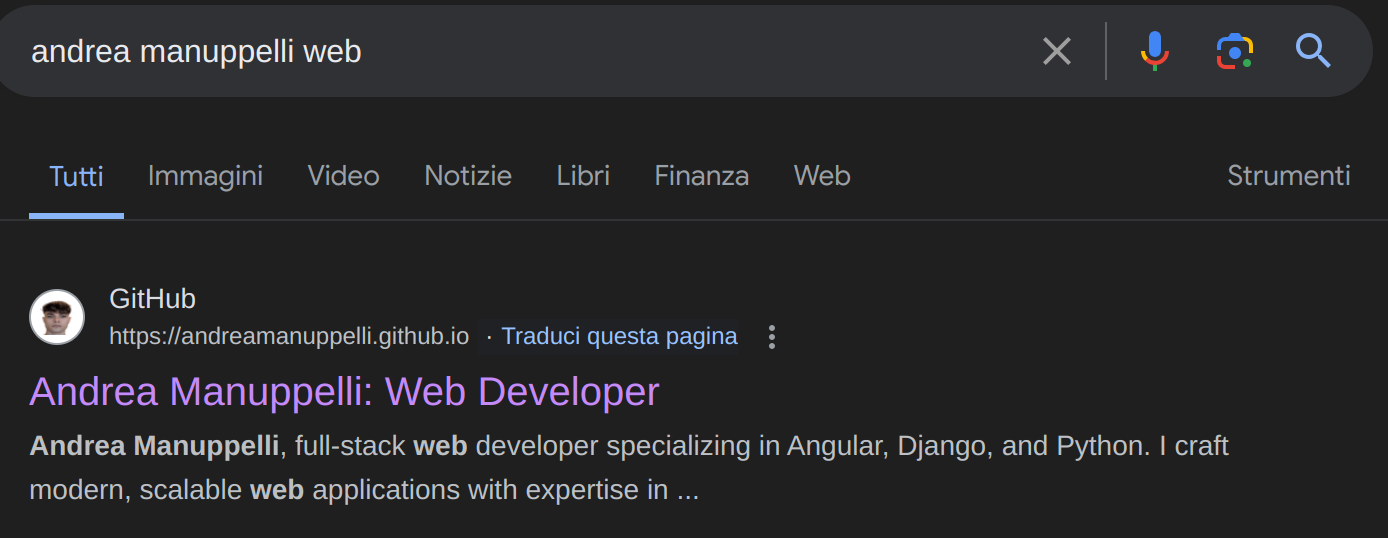 andrea manuppelli web
Tutti Immagini Video Notizie Libri Finanza Web Strumenti
GitHub
https://andreamanuppelli.github.io · Traduci questa pagina
Andrea Manuppelli: Web Developer
Andrea Manuppelli, full-stack web developer specializing in Angular, Django, and Python. I craft
modern, scalable web applications with expertise in ...